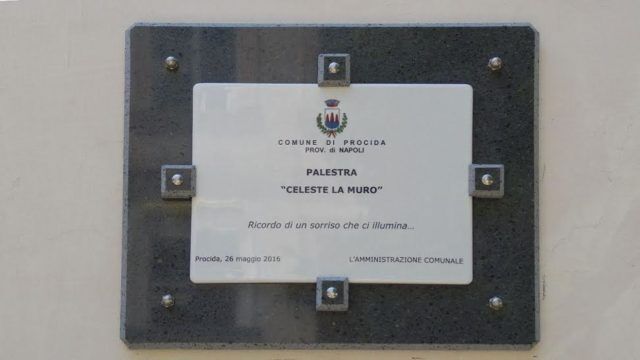 COMUNE DI PROCIDA
PROV. di NAPOLI
PALESTRA
“CELESTE LA MURO”
Ricordo di un sorriso che ci illumina...
Procida, 26 maggio 2016 L'AMMINISTRAZIONE COMUNALE